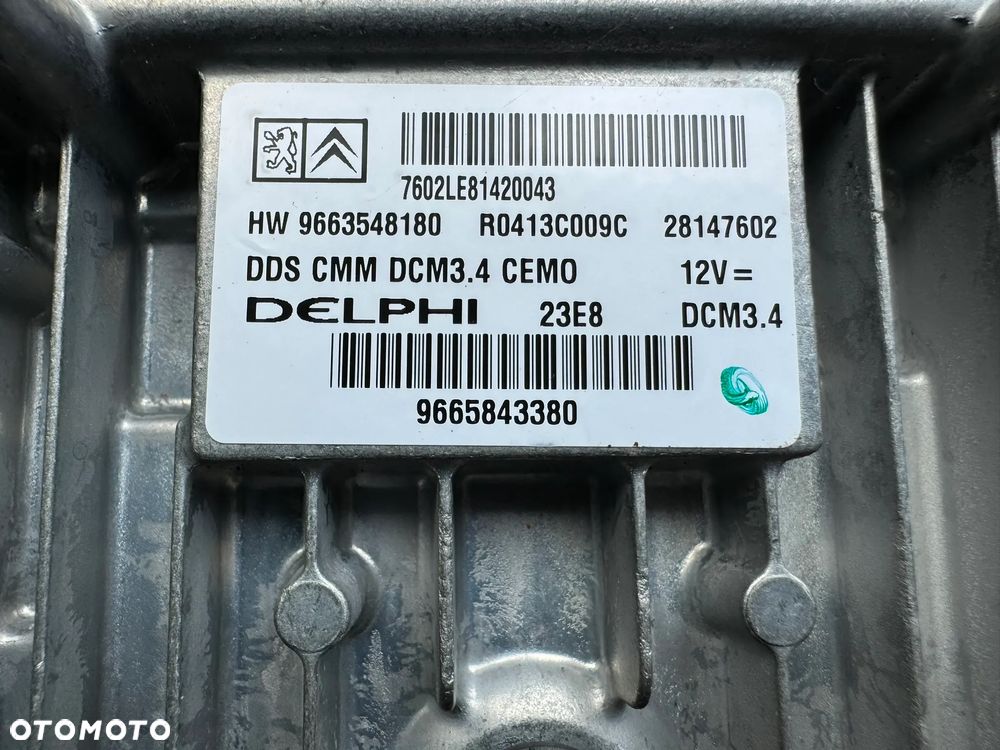 7602LE81420043
HW 9663548180 R0413C009C 28147602
DDS CMM DCM3.4 CEMO 12V=
DELPHI 23E8 DCM3.4
9665843380
OTOMOTO